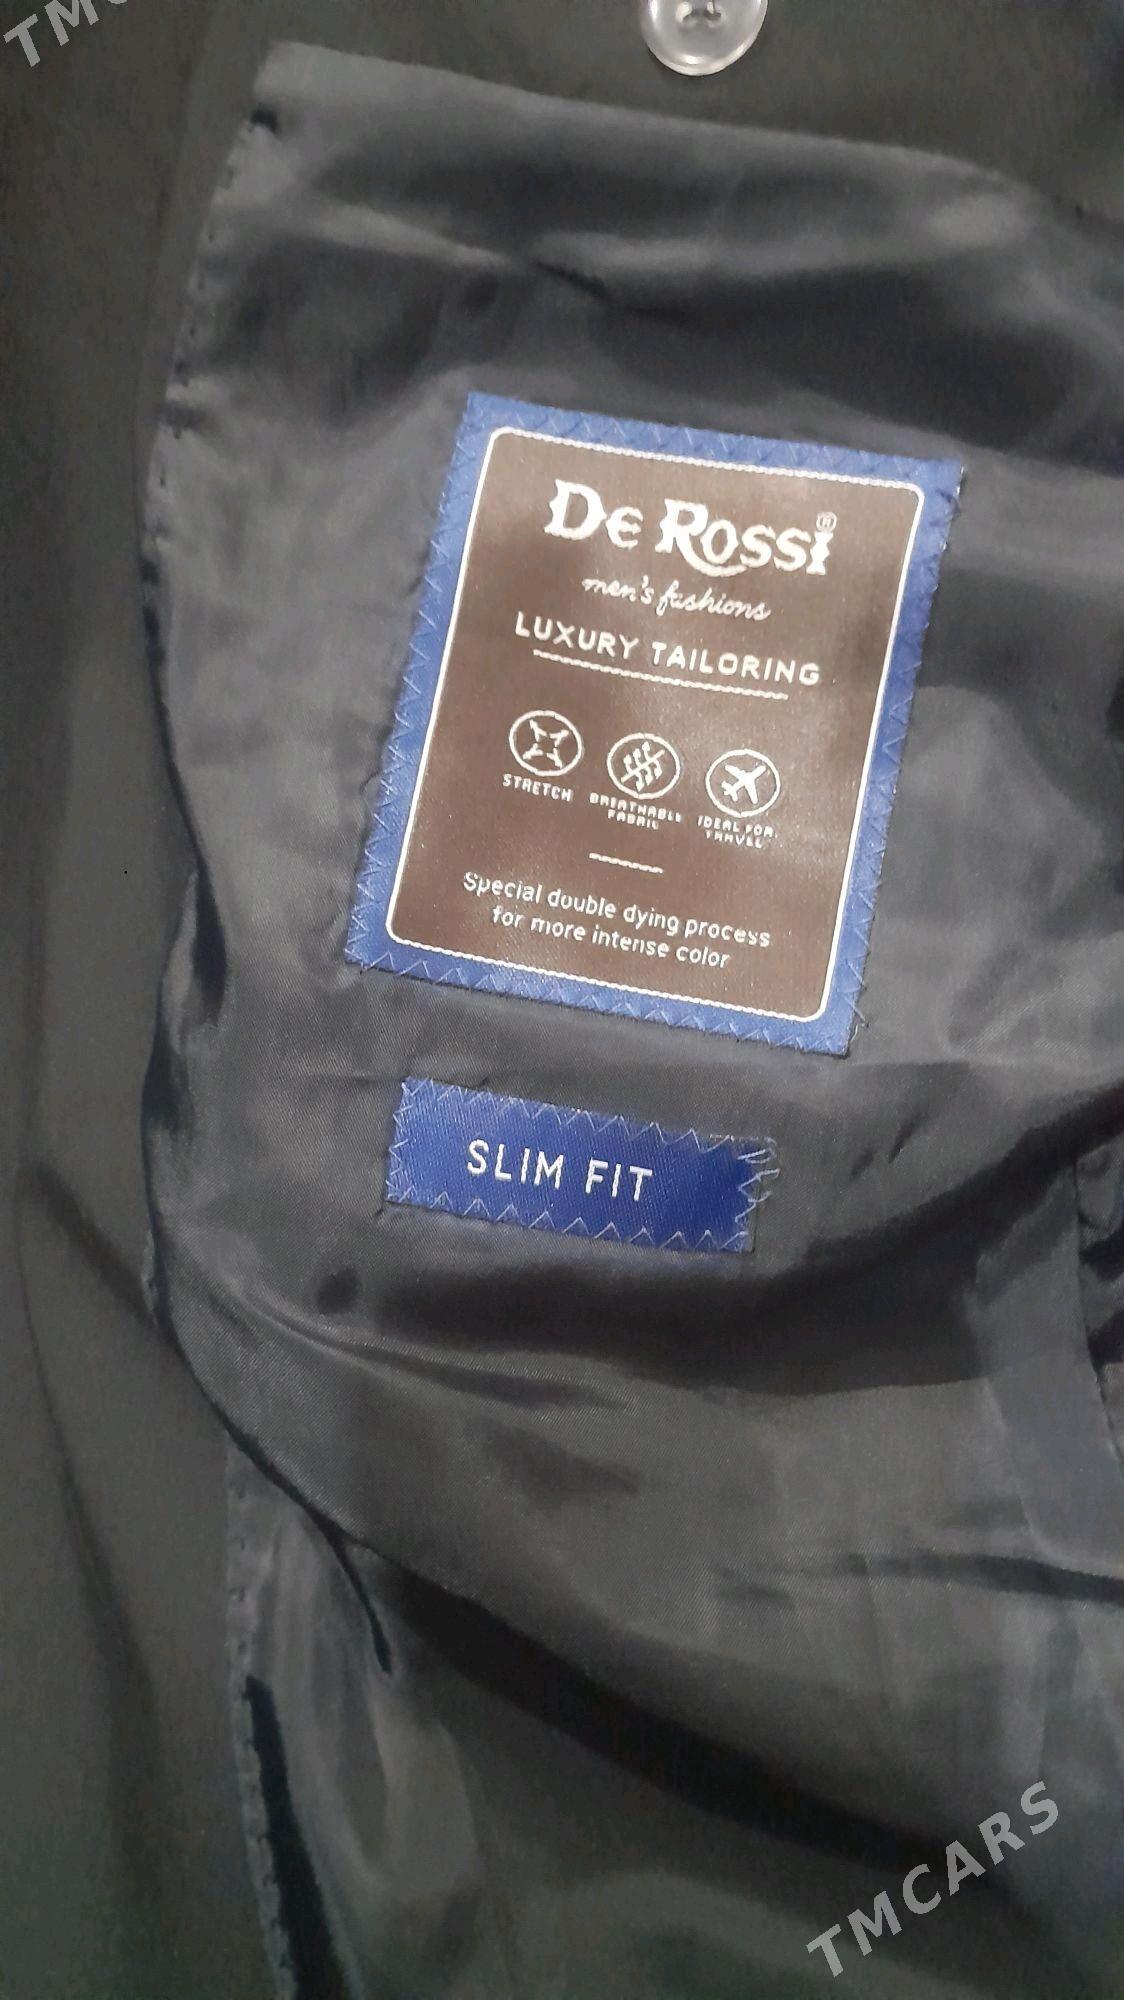 TMC
De Rossi®
men's fashions
LUXURY TAILORING
STRETCH
BREATHABLE
FABRIC
IDEAL FOR
TRAVEL
Special double dying process
for more intense color
SLIM FIT
TMCARS